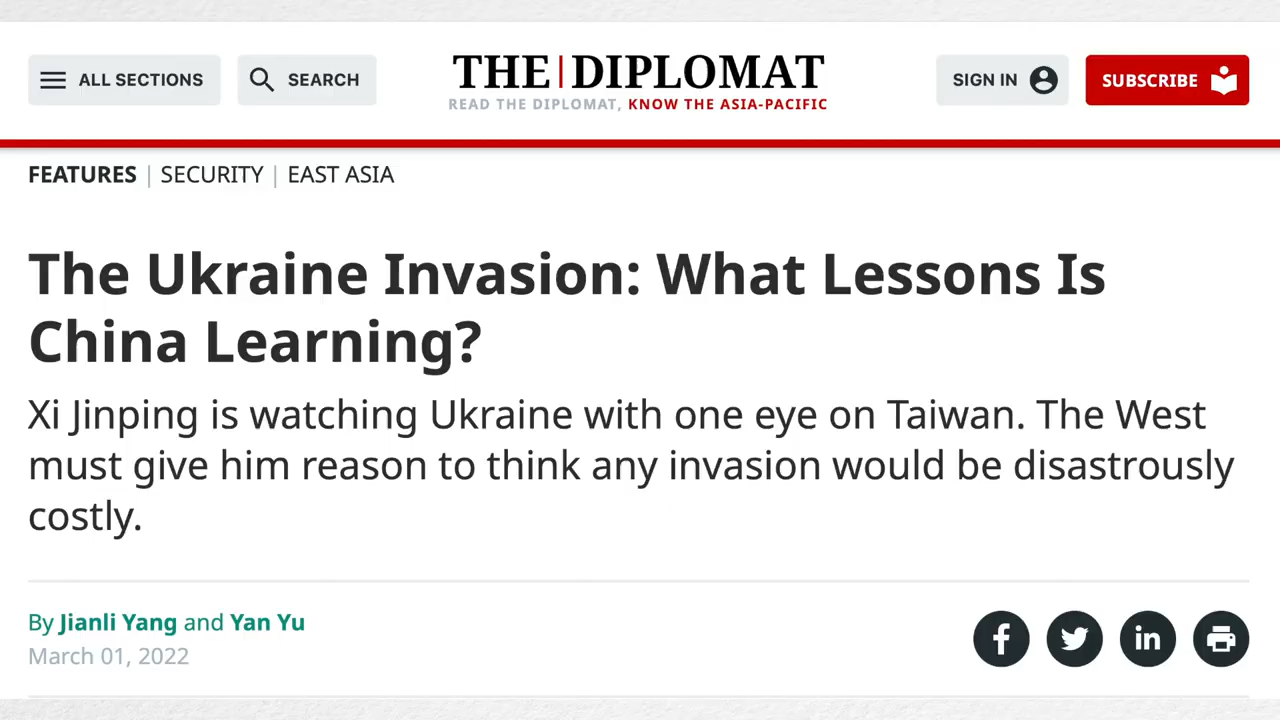 ALL SECTIONS
SEARCH
THE|DIPLOMAT
READ THE DIPLOMAT, KNOW THE ASIA-PACIFIC
SIGN IN
SUBSCRIBE
FEATURES | SECURITY | EAST ASIA
The Ukraine Invasion: What Lessons Is
China Learning?
Xi Jinping is watching Ukraine with one eye on Taiwan. The West
must give him reason to think any invasion would be disastrously
costly.
By Jianli Yang and Yan Yu
March 01, 2022